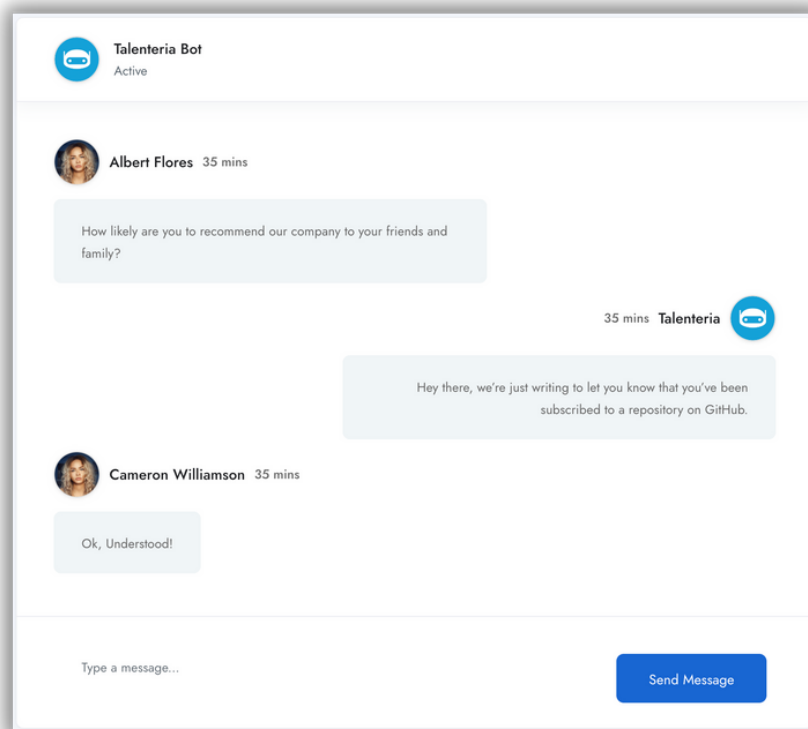 Talenteria Bot
Active
Albert Flores 35 mins
How likely are you to recommend our company to your friends and
family?
35 mins Talenteria
Hey there, we're just writing to let you know that you've been
subscribed to a repository on GitHub.
Cameron Williamson 35 mins
Ok, Understood!
Type a message...
Send Message